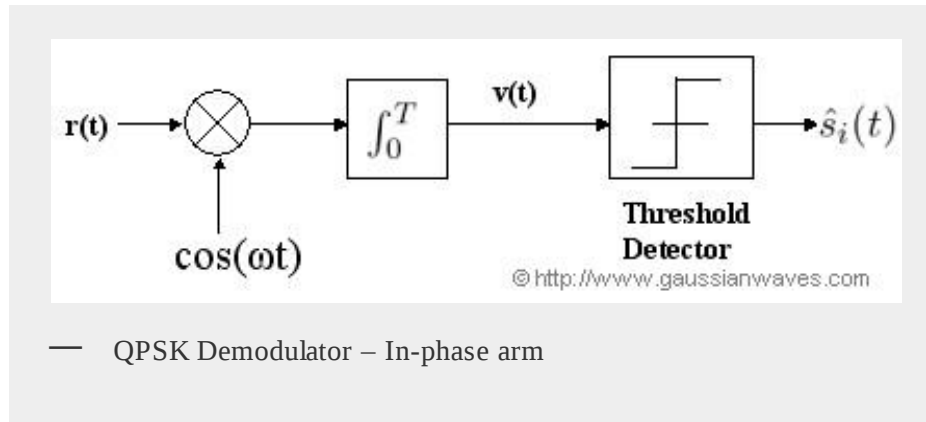 r(t)
∫₀ᵀ
v(t)
ŝᵢ(t)
cos(ωt)
Threshold
Detector
© http://www.gaussianwaves.com
— QPSK Demodulator – In-phase arm